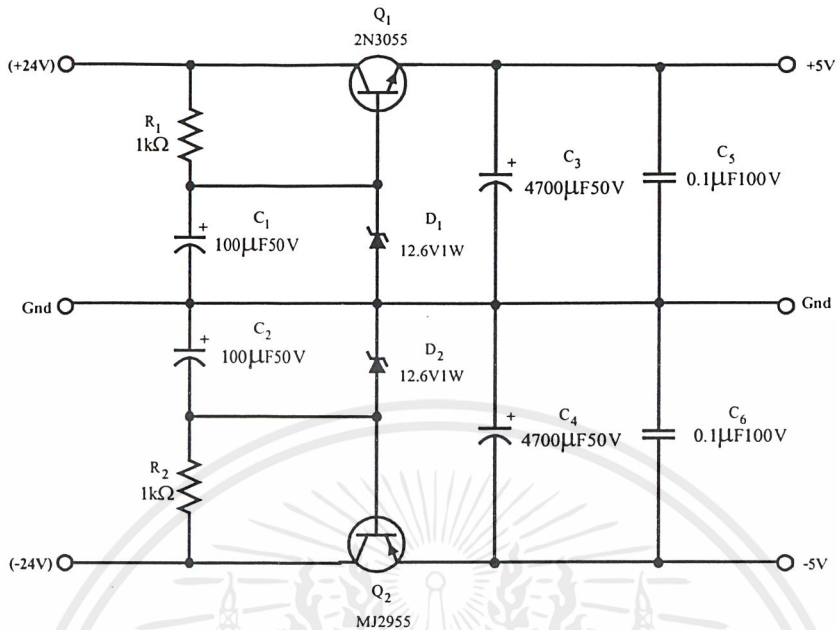 Q1
2N3055
(+24V)
+5V
R1
1kΩ
+
C1
100µF50V
D1
12.6V1W
+
C3
4700µF50V
C5
0.1µF100V
Gnd
Gnd
+
C2
100µF50V
D2
12.6V1W
+
C4
4700µF50V
C6
0.1µF100V
R2
1kΩ
(-24V)
-5V
Q2
MJ2955